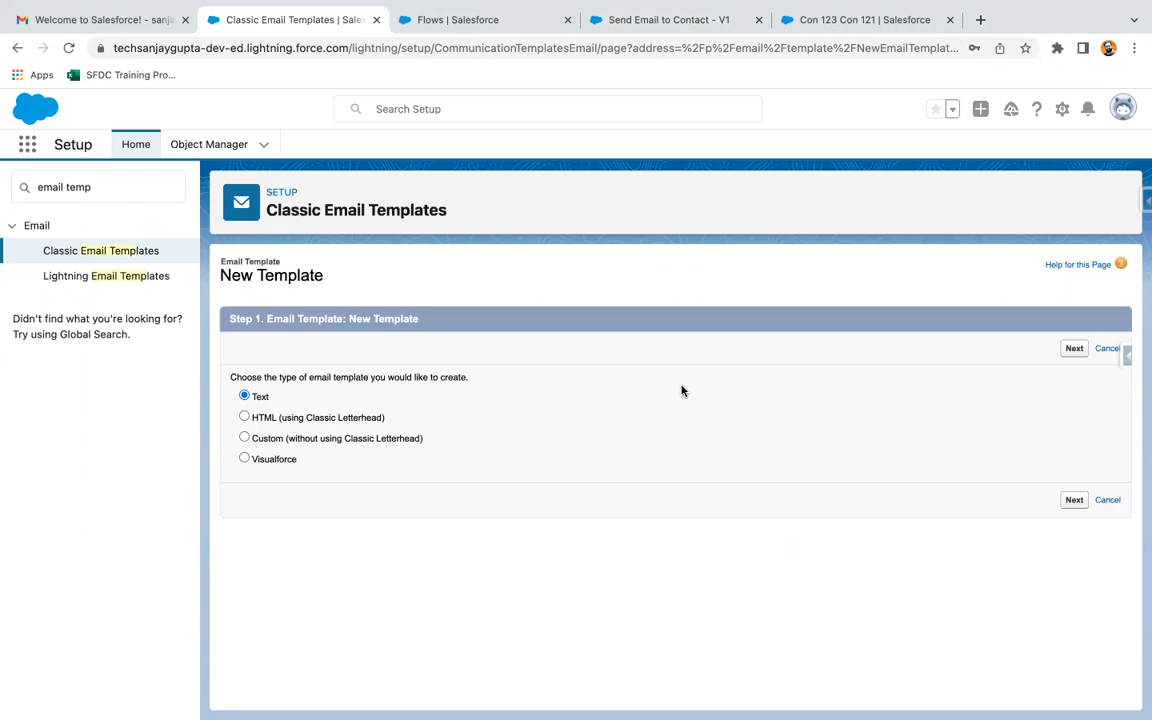 Welcome to Salesforce! - sanja
Classic Email Templates | Sales
Flows | Salesforce
Send Email to Contact - V1
Con 123 Con 121 | Salesforce
techsanjaygupta-dev-ed.lightning.force.com/lightning/setup/CommunicationTemplatesEmail/page?address=%2Fp%2Femail%2Ftemplate%2FNewEmailTemplat...
Apps
SFDC Training Pro...
Search Setup
Setup
Home
Object Manager
email temp
Email
Classic Email Templates
Lightning Email Templates
Didn't find what you're looking for?
Try using Global Search.
SETUP
Classic Email Templates
Email Template
New Template
Help for this Page
Step 1. Email Template: New Template
Next Cancel
Choose the type of email template you would like to create.
Text
HTML (using Classic Letterhead)
Custom (without using Classic Letterhead)
Visualforce
Next Cancel